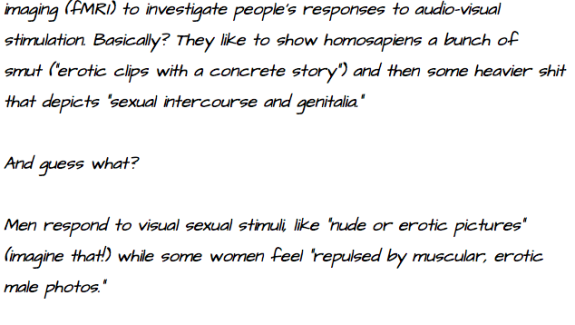 imaging (fMRI) to investigate people's responses to audio-visual
stimulation. Basically? They like to show homosapiens a bunch of
smut ("erotic clips with a concrete story") and then some heavier shit
that depicts "sexual intercourse and genitalia."
And guess what?
Men respond to visual sexual stimuli, like "nude or erotic pictures"
(imagine that!) while some women feel "repulsed by muscular, erotic
male photos."